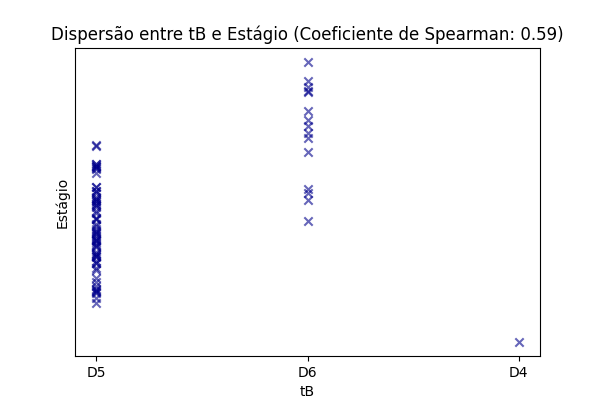 Dispersão entre tB e Estágio (Coeficiente de Spearman: 0.59)
Estágio
D5
D6
D4
tB